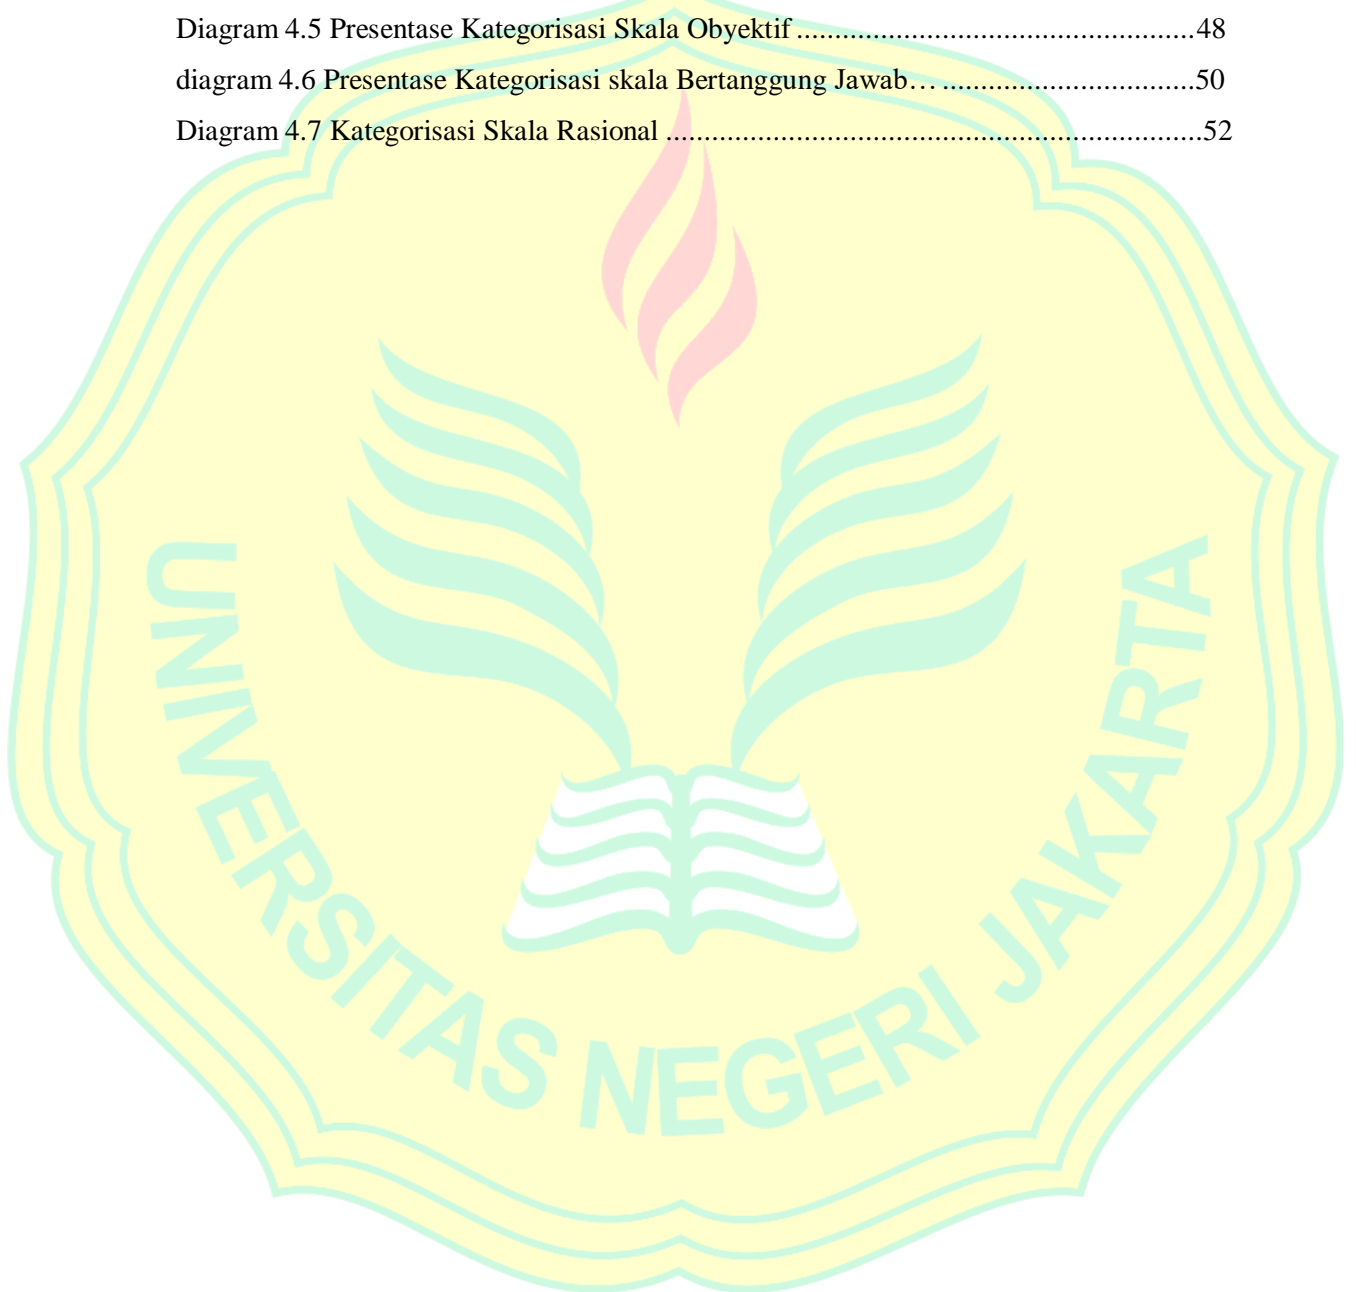 Diagram 4.5 Presentase Kategorisasi Skala Obyektif ....................................................48
diagram 4.6 Presentase Kategorisasi skala Bertanggung Jawab… .................................50
Diagram 4.7 Kategorisasi Skala Rasional ......................................................................52
UNIVERSITAS NEGERI JAKARTA